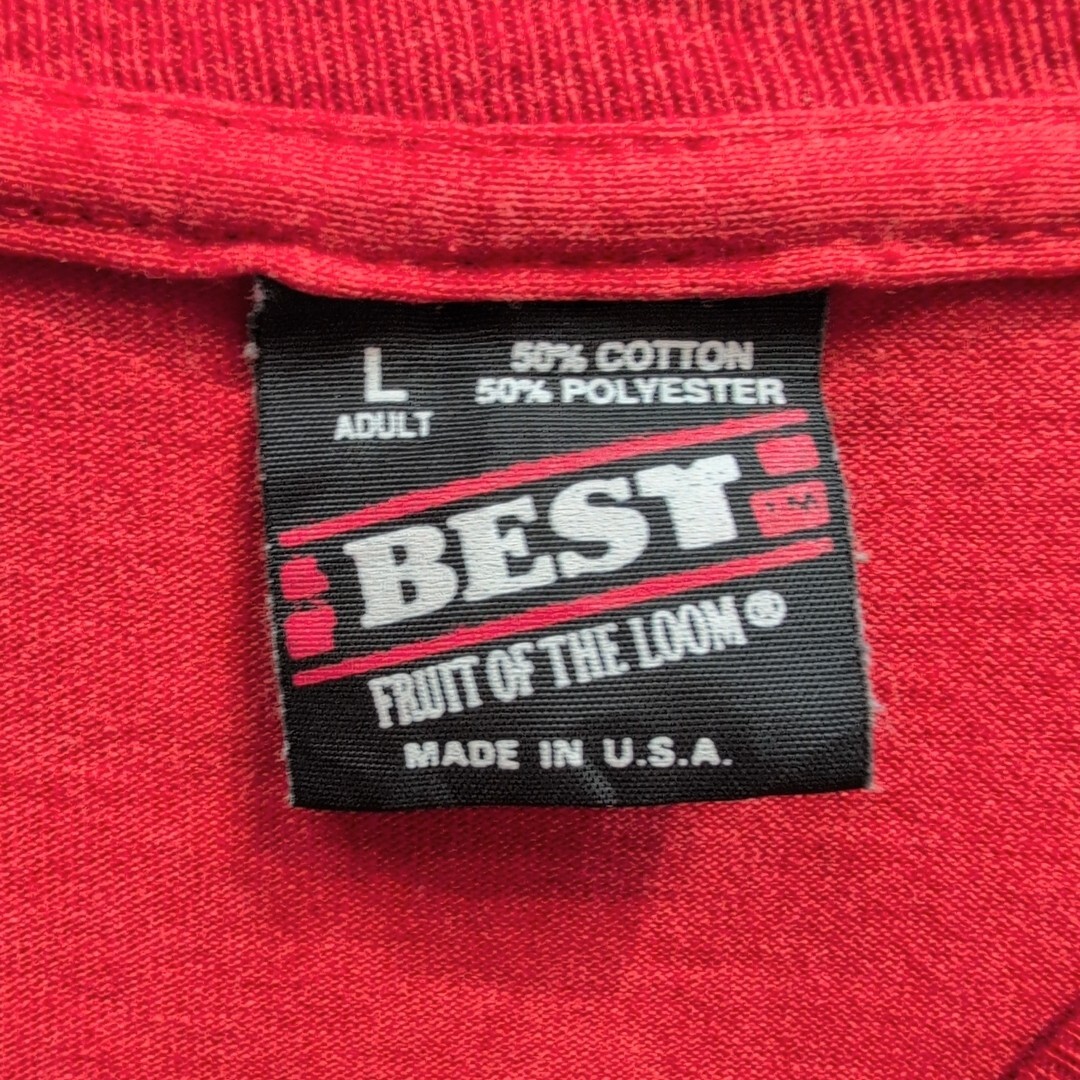 L
ADULT
50% COTTON
50% POLYESTER
BEST
FRUIT OF THE LOOM®
MADE IN U.S.A.